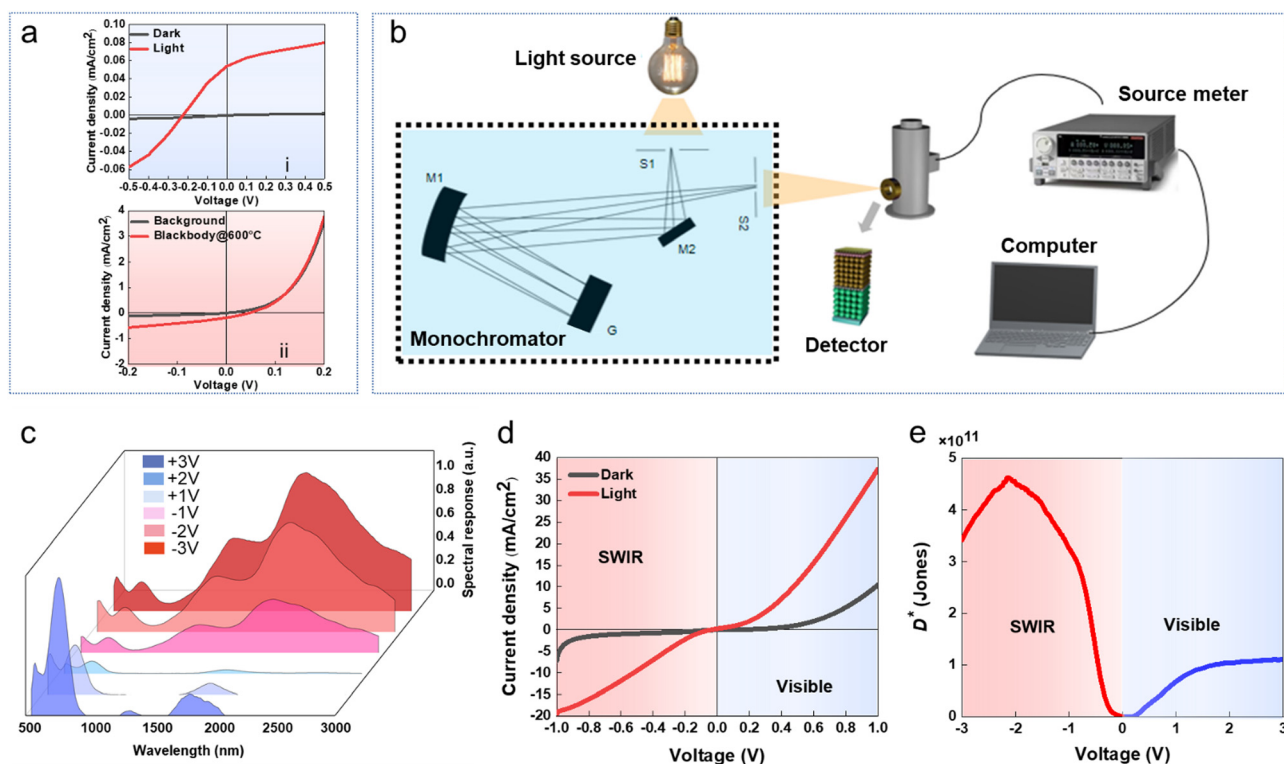 a
Current density (mA/cm²)
0.10
0.08
0.06
0.04
0.02
0.00
-0.02
-0.04
-0.06
Dark
Light
i
-0.5 -0.4 -0.3 -0.2 -0.1 0.0 0.1 0.2 0.3 0.4 0.5
Voltage (V)
Current density (mA/cm²)
4
3
2
1
0
-1
-2
Background
Blackbody@600°C
ii
-0.2 -0.1 0.0 0.1 0.2
Voltage (V)
b
Light source
S1
M1
S2
M2
G
Monochromator
Detector
Source meter
Computer
c
+3V
+2V
+1V
-1V
-2V
-3V
1.0
0.8
0.6
0.4
0.2
0.0
Spectral response (a.u.)
500 1000 1500 2000 2500 3000
Wavelength (nm)
d
Current density (mA/cm²)
40
35
30
25
20
15
10
5
0
-5
-10
-15
-20
Dark
Light
SWIR
Visible
-1.0 -0.8 -0.6 -0.4 -0.2 0.0 0.2 0.4 0.6 0.8 1.0
Voltage (V)
e
×10¹¹
D* (Jones)
5
4
3
2
1
0
SWIR
Visible
-3 -2 -1 0 1 2 3
Voltage (V)